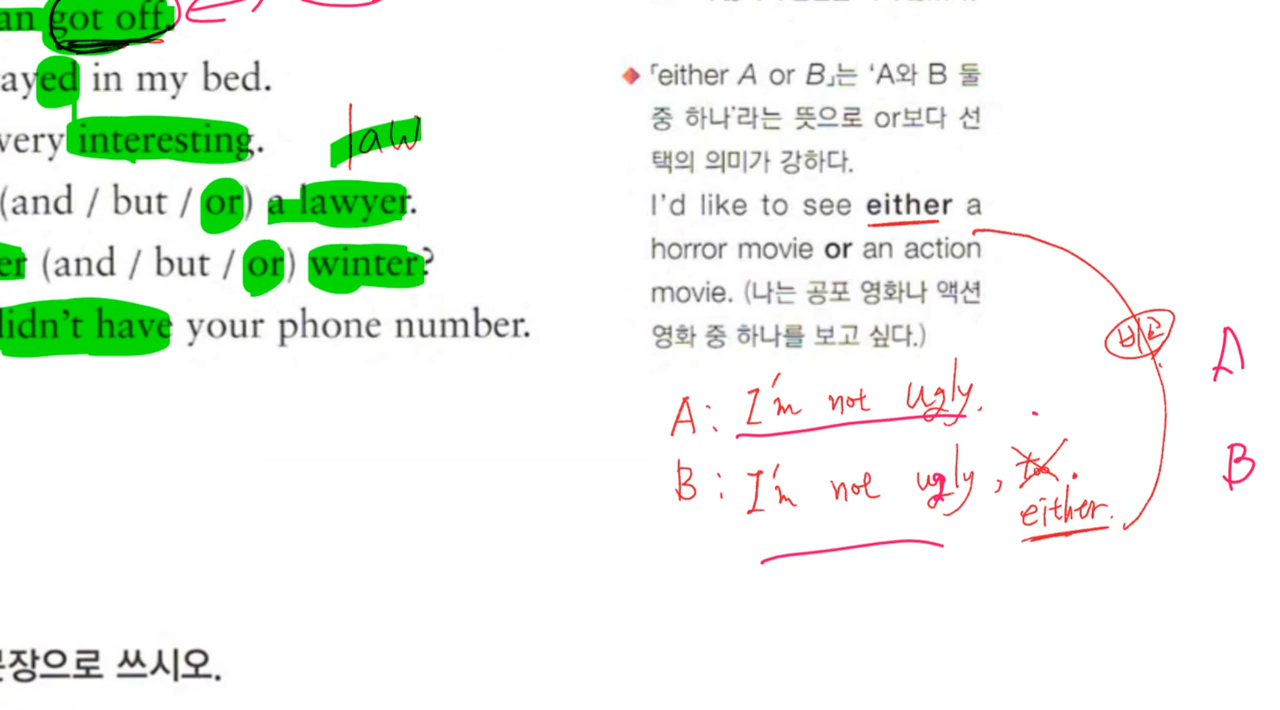 an got off.
ayed in my bed.
very interesting.
law
(and / but / or) a lawyer.
er (and / but / or) winter?
didn't have your phone number.
문장으로 쓰시오.
「either A or B」는 'A와 B 둘
중 하나'라는 뜻으로 or보다 선
택의 의미가 강하다.
I'd like to see either a
horror movie or an action
movie. (나는 공포 영화나 액션
영화 중 하나를 보고 싶다.)
비교
A: I'm not ugly.
B: I'm not ugly, too.
either.
A
B